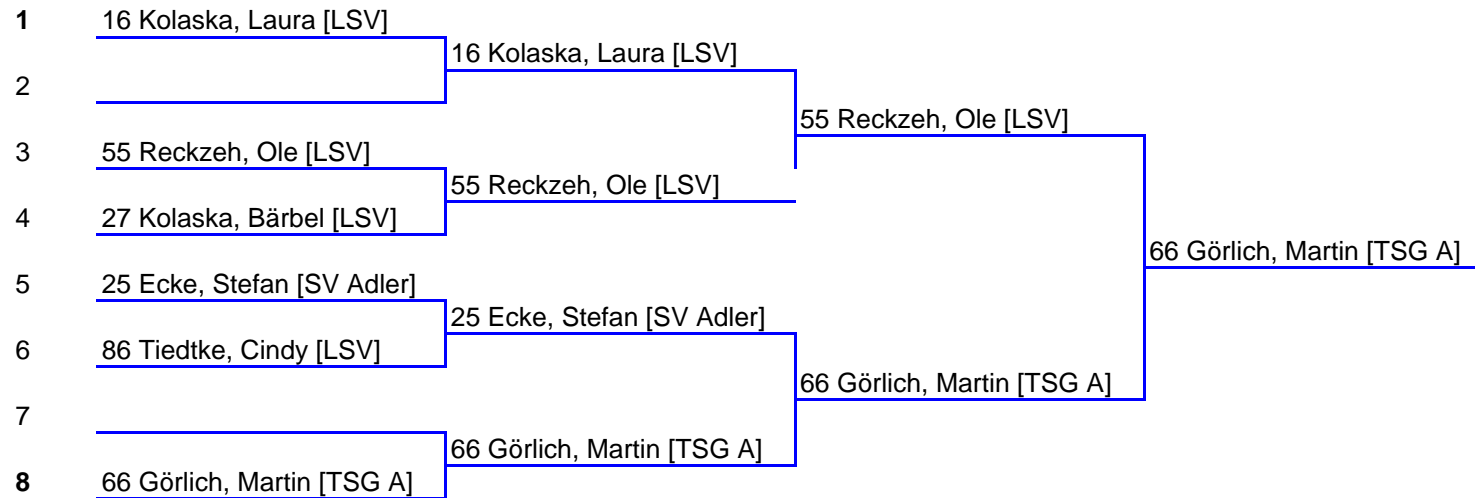 1 16 Kolaska, Laura [LSV]
16 Kolaska, Laura [LSV]
2
55 Reckzeh, Ole [LSV]
3 55 Reckzeh, Ole [LSV]
55 Reckzeh, Ole [LSV]
4 27 Kolaska, Bärbel [LSV]
66 Görlich, Martin [TSG A]
5 25 Ecke, Stefan [SV Adler]
25 Ecke, Stefan [SV Adler]
6 86 Tiedtke, Cindy [LSV]
66 Görlich, Martin [TSG A]
7
66 Görlich, Martin [TSG A]
8 66 Görlich, Martin [TSG A]